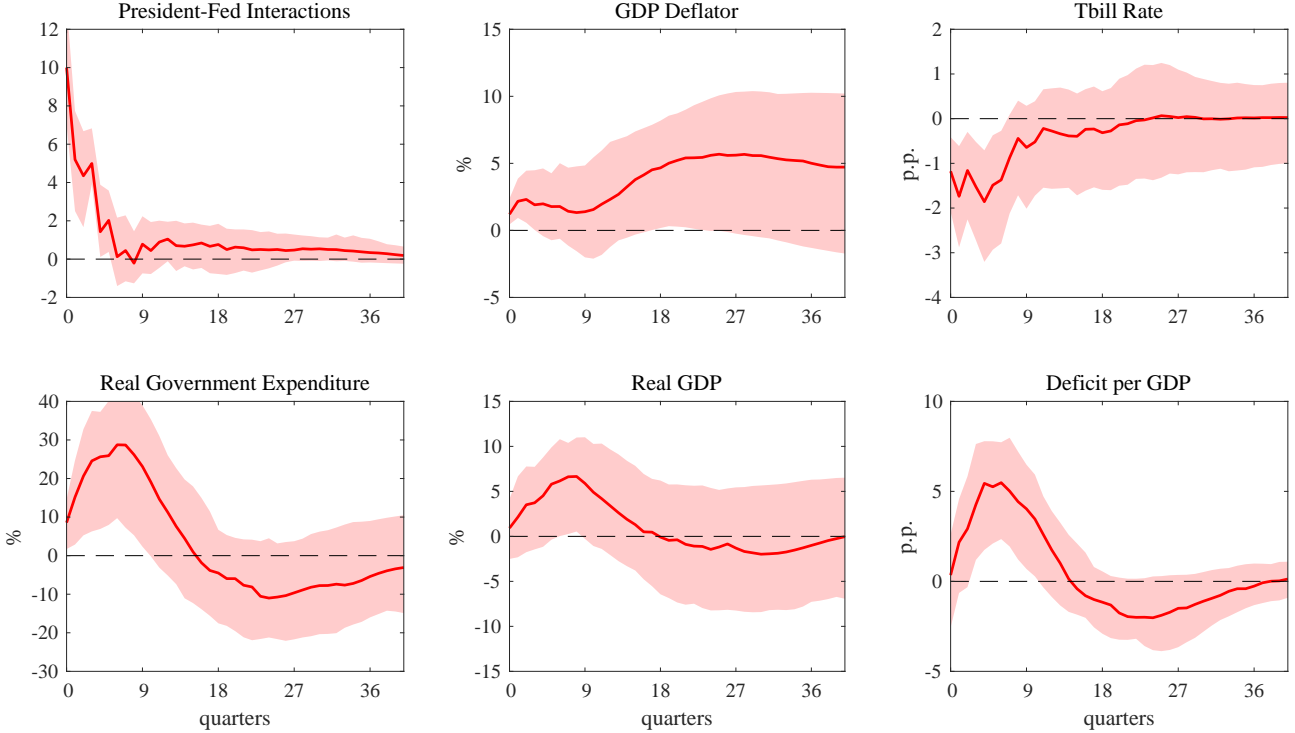 President-Fed Interactions
12
10
8
6
4
2
0
-2
0 9 18 27 36
GDP Deflator
%
15
10
5
0
-5
0 9 18 27 36
Tbill Rate
p.p.
2
1
0
-1
-2
-3
-4
0 9 18 27 36
Real Government Expenditure
%
40
30
20
10
0
-10
-20
-30
0 9 18 27 36
quarters
Real GDP
%
15
10
5
0
-5
-10
-15
0 9 18 27 36
quarters
Deficit per GDP
p.p.
10
5
0
-5
0 9 18 27 36
quarters